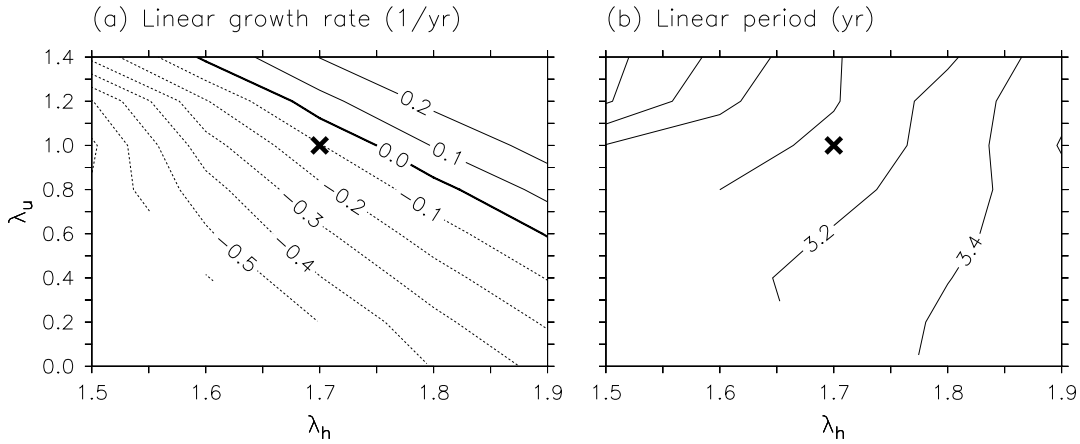 (a) Linear growth rate (1/yr)
(b) Linear period (yr)
1.4
1.2
1.0
0.8
0.6
0.4
0.2
0.0
λu
0.2
0.1
0.0
−0.1
−0.2
−0.3
−0.4
−0.5
3.2
3.4
1.5 1.6 1.7 1.8 1.9
1.5 1.6 1.7 1.8 1.9
λh
λh